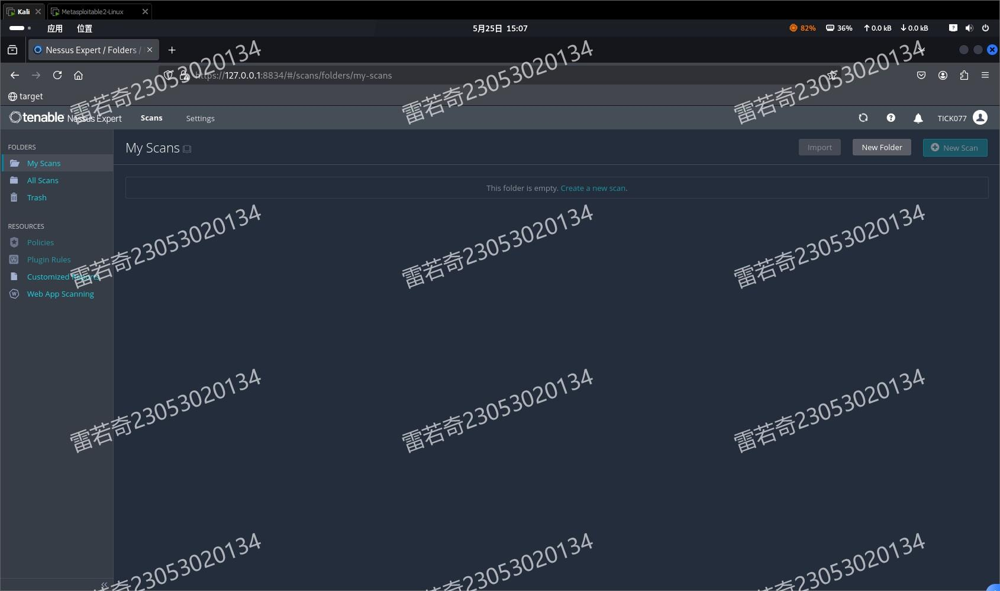 Kali
Metasploitable2-Linux
应用 位置
5月25日 15:07
82% 36% 0.0 kB 0.0 kB
Nessus Expert / Folders /
https://127.0.0.1:8834/#/scans/folders/my-scans
target
tenable Nessus Expert
Scans
Settings
TICK077
FOLDERS
My Scans
All Scans
Trash
RESOURCES
Policies
Plugin Rules
Customized Reports
Web App Scanning
My Scans
Import
New Folder
New Scan
This folder is empty. Create a new scan.
雷若奇23053020134
雷若奇23053020134
雷若奇23053020134
雷若奇23053020134
雷若奇23053020134
雷若奇23053020134
雷若奇23053020134
雷若奇23053020134
雷若奇23053020134
雷若奇23053020134
雷若奇23053020134
雷若奇23053020134